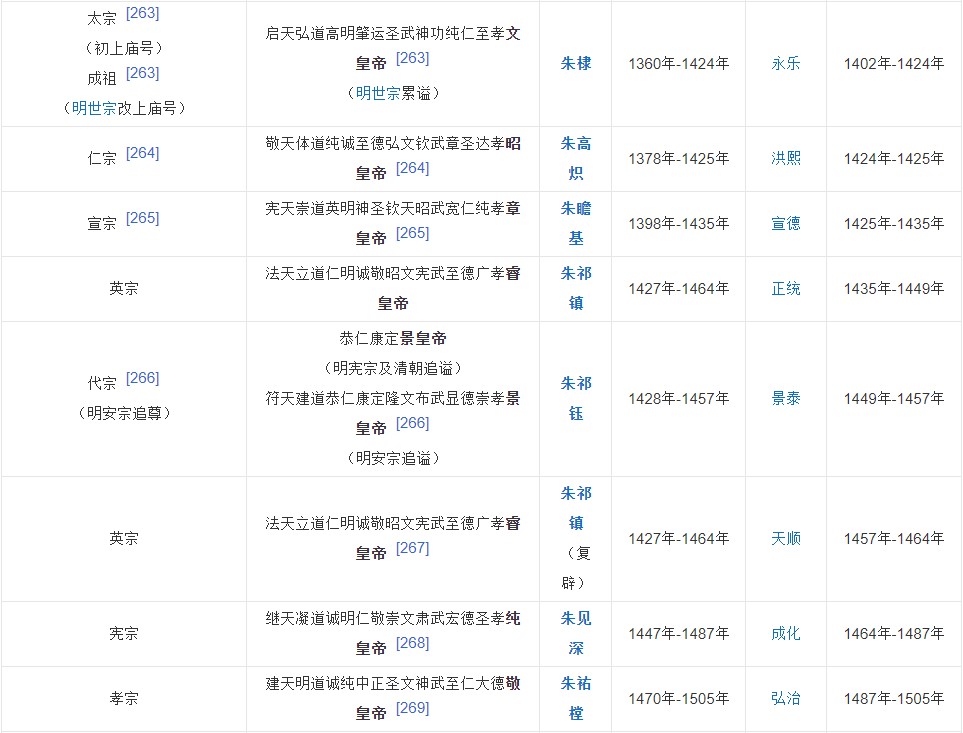 太宗 [263]
（初上庙号）
成祖 [263]
（明世宗改上庙号）
启天弘道高明肇运圣武神功纯仁至孝文
皇帝 [263]
（明世宗累谥）
朱棣
1360年-1424年
永乐
1402年-1424年
仁宗 [264]
敬天体道纯诚至德弘文钦武章圣达孝昭
皇帝 [264]
朱高
炽
1378年-1425年
洪熙
1424年-1425年
宣宗 [265]
宪天崇道英明神圣钦天昭武宽仁纯孝章
皇帝 [265]
朱瞻
基
1398年-1435年
宣德
1425年-1435年
英宗
法天立道仁明诚敬昭文宪武至德广孝睿
皇帝
朱祁
镇
1427年-1464年
正统
1435年-1449年
代宗 [266]
（明安宗追尊）
恭仁康定景皇帝
（明宪宗及清朝追谥）
符天建道恭仁康定隆文布武显德崇孝景
皇帝 [266]
（明安宗追谥）
朱祁
钰
1428年-1457年
景泰
1449年-1457年
英宗
法天立道仁明诚敬昭文宪武至德广孝睿
皇帝 [267]
朱祁
镇
（复
辟）
1427年-1464年
天顺
1457年-1464年
宪宗
继天凝道诚明仁敬崇文肃武宏德圣孝纯
皇帝 [268]
朱见
深
1447年-1487年
成化
1464年-1487年
孝宗
建天明道诚纯中正圣文神武至仁大德敬
皇帝 [269]
朱祐
樘
1470年-1505年
弘治
1487年-1505年